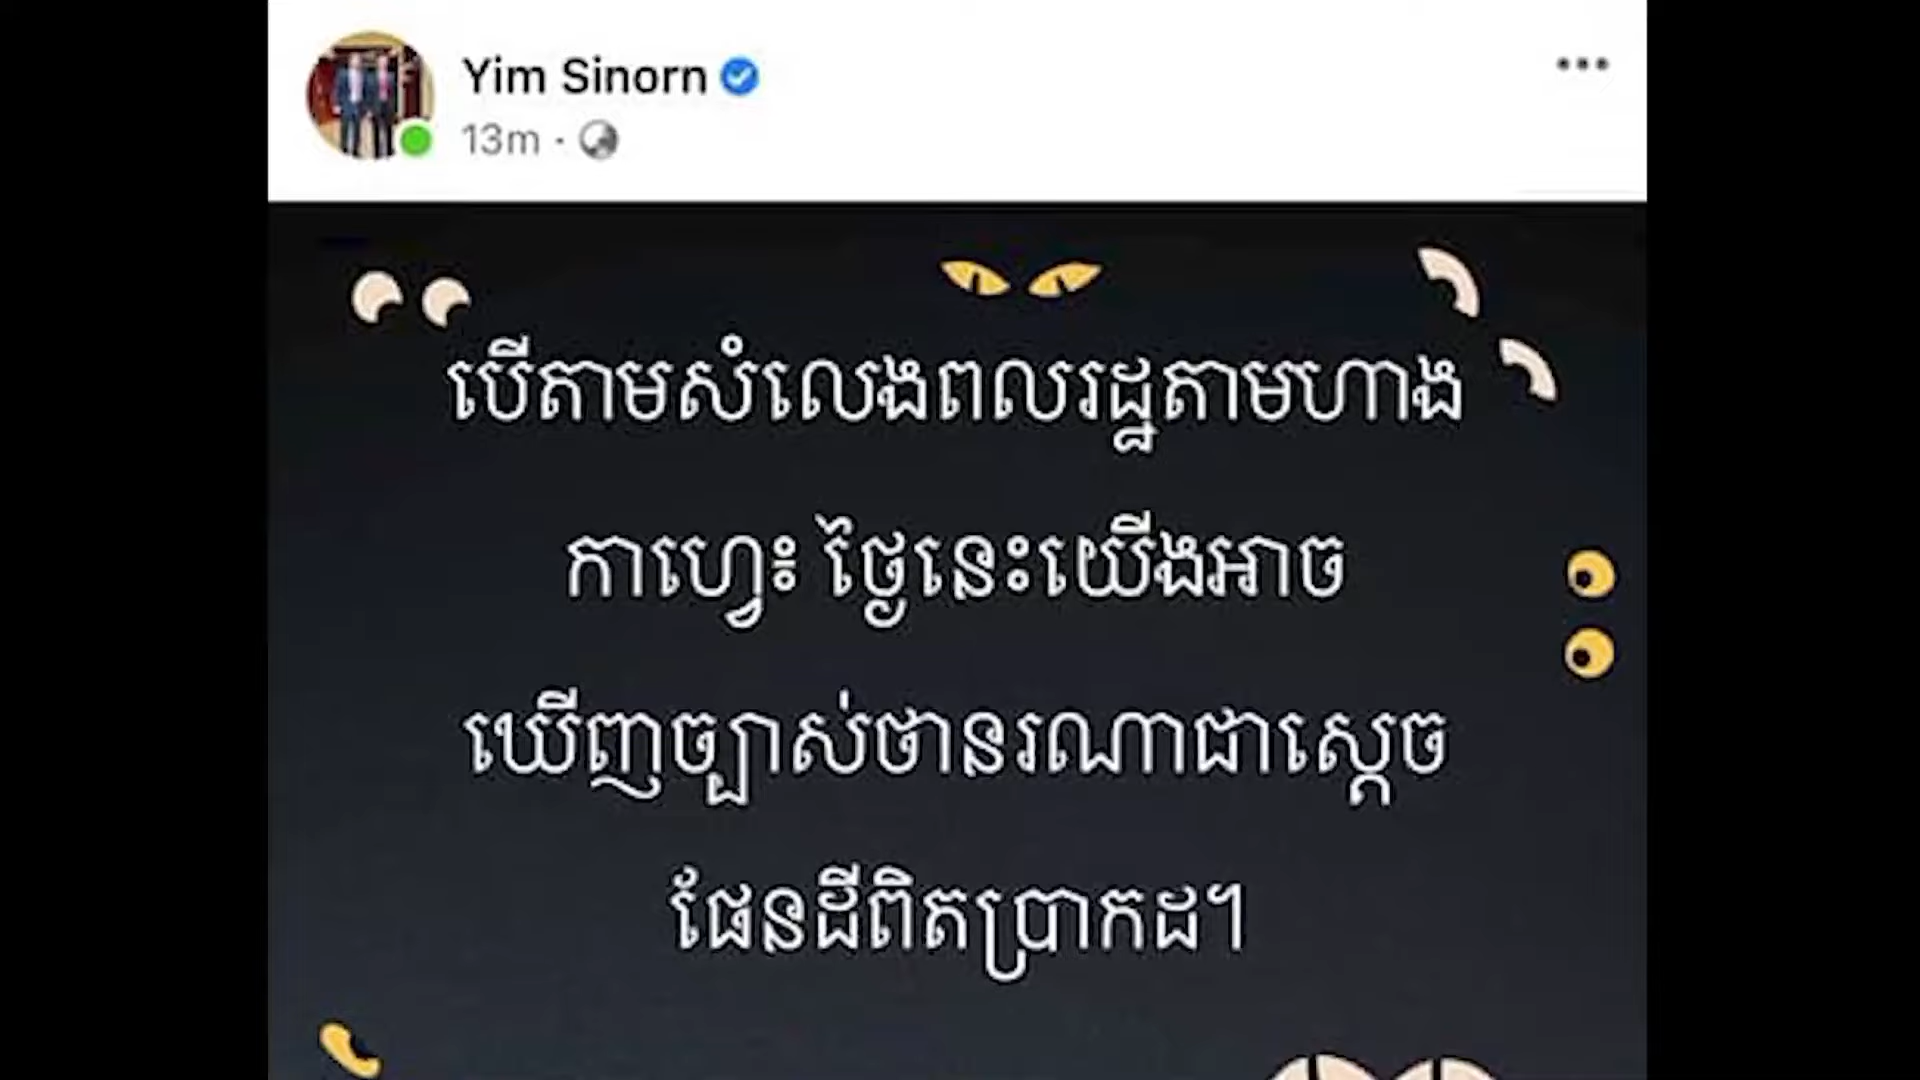 Yim Sinorn
13m
បើតាមសំលេងពលរដ្ឋតាមហាង
កាហ្វេ៖ ថ្ងៃនេះយើងអាច
ឃើញច្បាស់ថានរណាជាស្តេច
ផែនដីពិតប្រាកដ។